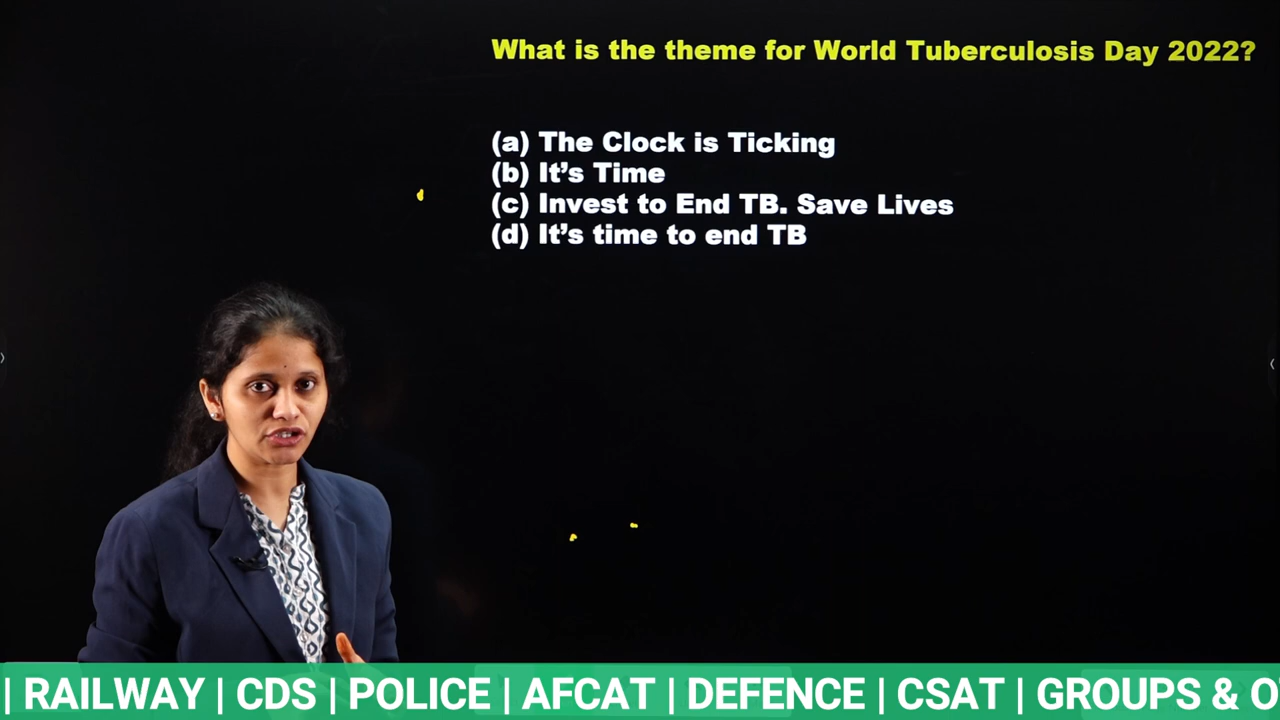 What is the theme for World Tuberculosis Day 2022?
(a) The Clock is Ticking
(b) It’s Time
(c) Invest to End TB. Save Lives
(d) It’s time to end TB
| RAILWAY | CDS | POLICE | AFCAT | DEFENCE | CSAT | GROUPS & O